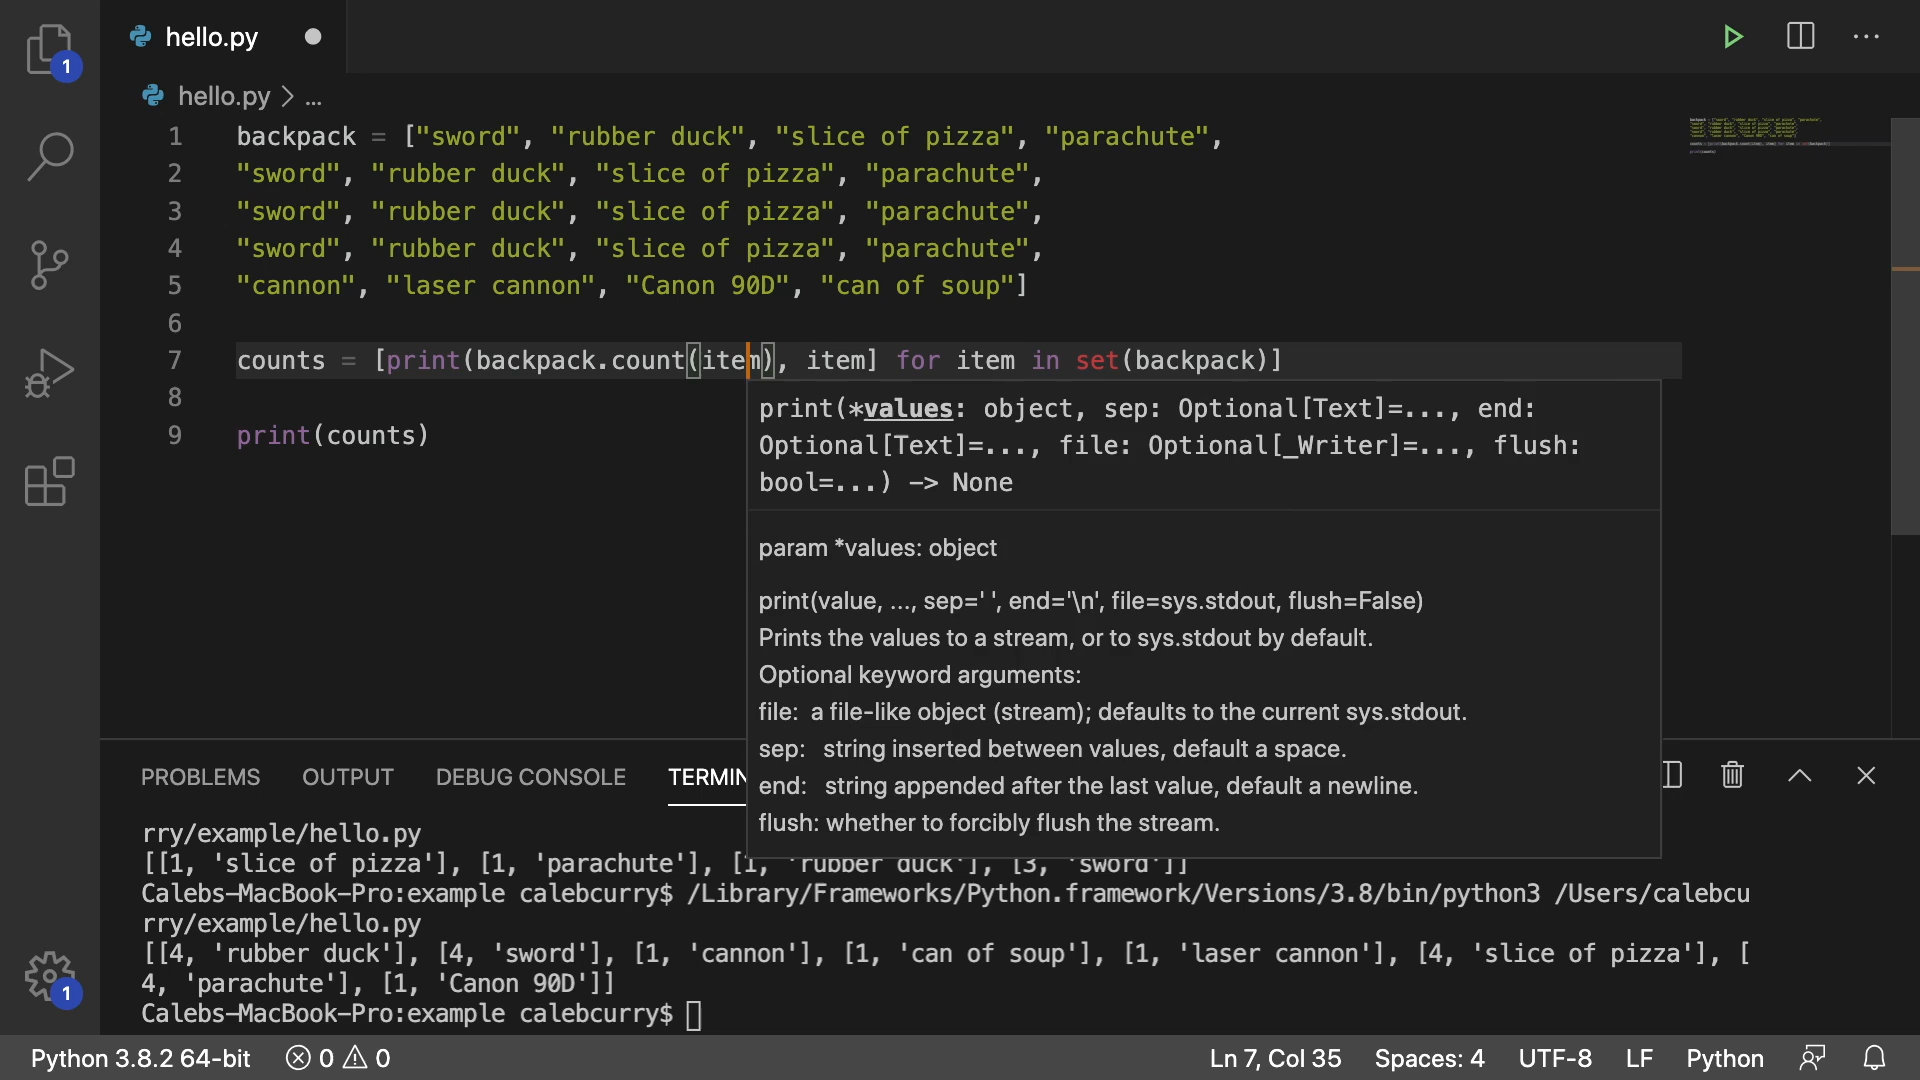 hello.py
1
hello.py > ...
1 backpack = ["sword", "rubber duck", "slice of pizza", "parachute",
2 "sword", "rubber duck", "slice of pizza", "parachute",
3 "sword", "rubber duck", "slice of pizza", "parachute",
4 "sword", "rubber duck", "slice of pizza", "parachute",
5 "cannon", "laser cannon", "Canon 90D", "can of soup"]
6
7 counts = [print(backpack.count(item), item] for item in set(backpack)]
8
9 print(counts)
print(*values: object, sep: Optional[Text]=..., end:
Optional[Text]=..., file: Optional[_Writer]=..., flush:
bool=...) -> None
param *values: object
print(value, ..., sep=' ', end='\n', file=sys.stdout, flush=False)
Prints the values to a stream, or to sys.stdout by default.
Optional keyword arguments:
file:  a file-like object (stream); defaults to the current sys.stdout.
sep:   string inserted between values, default a space.
end:   string appended after the last value, default a newline.
flush: whether to forcibly flush the stream.
PROBLEMS OUTPUT DEBUG CONSOLE TERMIN
rry/example/hello.py
[[1, 'slice of pizza'], [1, 'parachute'], [1, 'rubber duck'], [3, 'sword']]
Calebs-MacBook-Pro:example calebcurry$ /Library/Frameworks/Python.framework/Versions/3.8/bin/python3 /Users/calebcu
rry/example/hello.py
[[4, 'rubber duck'], [4, 'sword'], [1, 'cannon'], [1, 'can of soup'], [1, 'laser cannon'], [4, 'slice of pizza'], [
4, 'parachute'], [1, 'Canon 90D']]
Calebs-MacBook-Pro:example calebcurry$
1
Python 3.8.2 64-bit 0 0 Ln 7, Col 35 Spaces: 4 UTF-8 LF Python